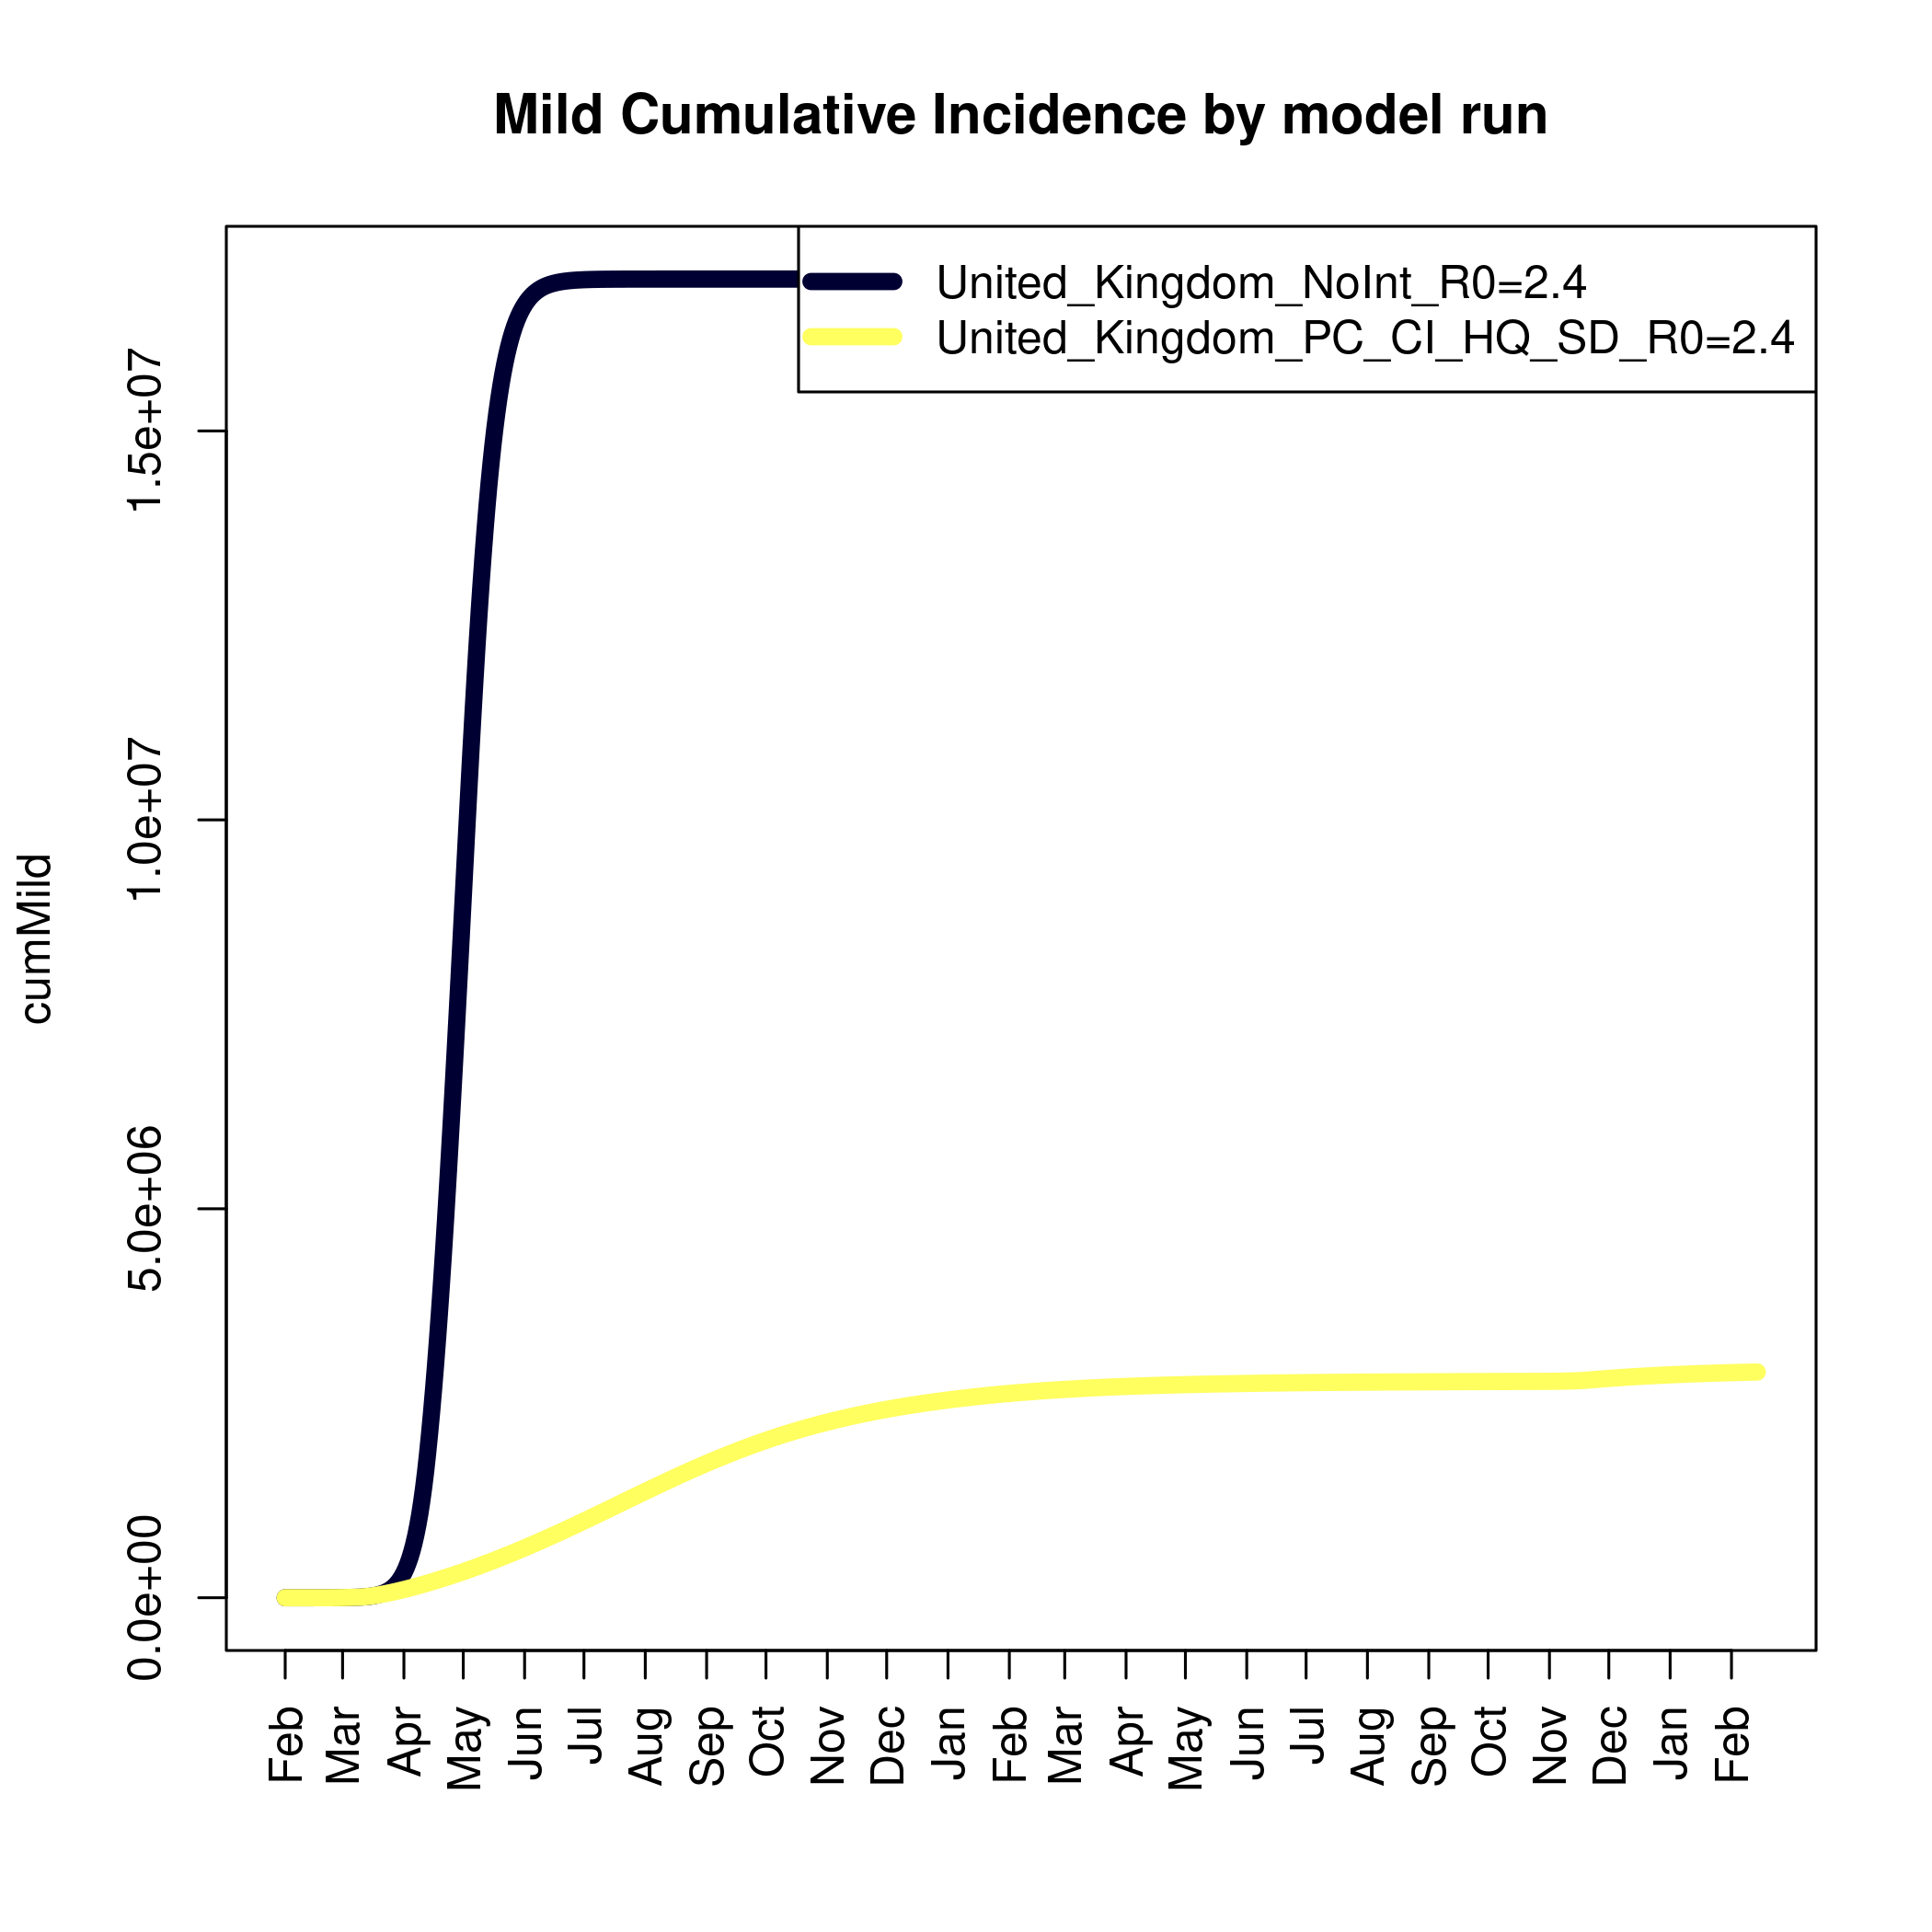 Mild Cumulative Incidence by model run
United_Kingdom_NoInt_R0=2.4
United_Kingdom_PC_CI_HQ_SD_R0=2.4
cumMild
1.5e+07
1.0e+07
5.0e+06
0.0e+00
Feb Mar Apr May Jun Jul Aug Sep Oct Nov Dec Jan Feb Mar Apr May Jun Jul Aug Sep Oct Nov Dec Jan Feb